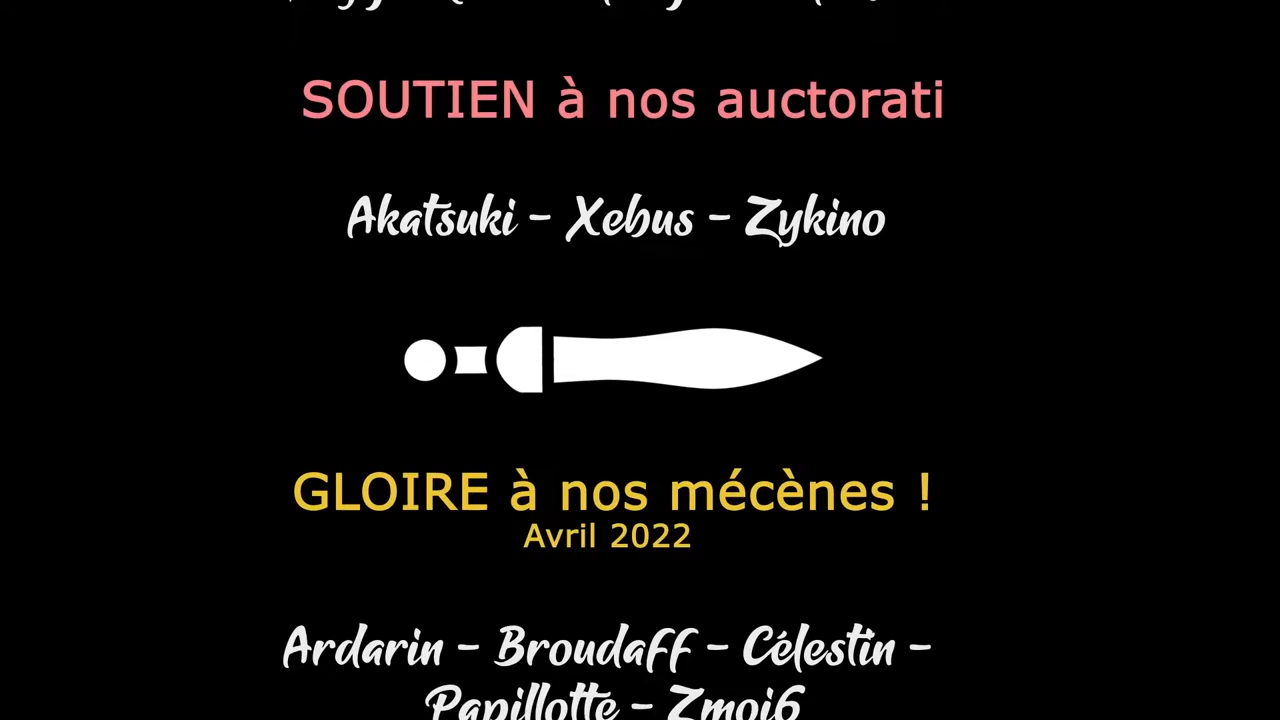 SOUTIEN à nos auctorati
Akatsuki - Xebus - Zykino
GLOIRE à nos mécènes !
Avril 2022
Ardarin - Broudaff - Célestin -
Papillotte - Zmoi6